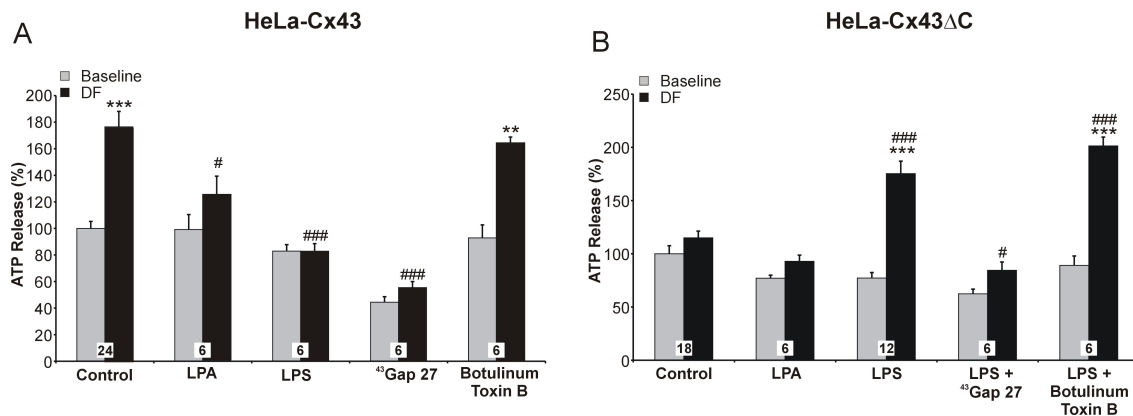 HeLa-Cx43
A
Baseline
DF
ATP Release (%)
200
180
160
140
120
100
80
60
40
20
0
***
#
###
###
**
24
6
6
6
6
Control
LPA
LPS
⁴³Gap 27
Botulinum
Toxin B
HeLa-Cx43ΔC
B
Baseline
DF
ATP Release (%)
250
200
150
100
50
0
###
***
#
###
***
18
6
12
6
6
Control
LPA
LPS
LPS +
⁴³Gap 27
LPS +
Botulinum
Toxin B